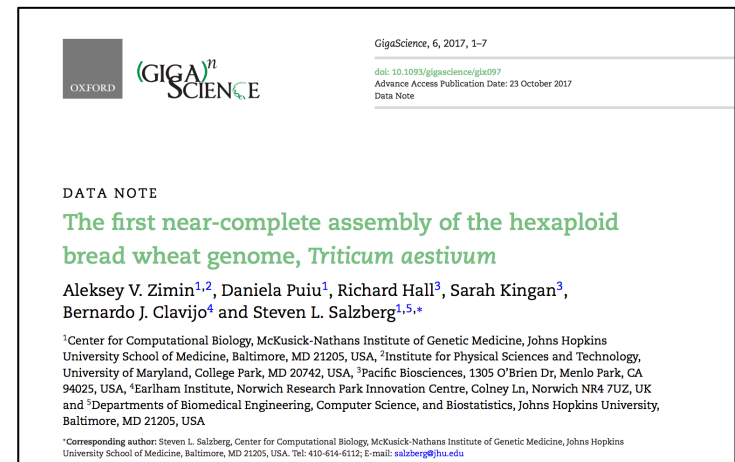 OXFORD
(GIGA)n
SCIENCE
GigaScience, 6, 2017, 1–7
doi: 10.1093/gigascience/gix097
Advance Access Publication Date: 23 October 2017
Data Note
DATA NOTE
The first near-complete assembly of the hexaploid
bread wheat genome, Triticum aestivum
Aleksey V. Zimin1,2, Daniela Puiu1, Richard Hall3, Sarah Kingan3,
Bernardo J. Clavijo4 and Steven L. Salzberg1,5,∗
1Center for Computational Biology, McKusick-Nathans Institute of Genetic Medicine, Johns Hopkins
University School of Medicine, Baltimore, MD 21205, USA, 2Institute for Physical Sciences and Technology,
University of Maryland, College Park, MD 20742, USA, 3Pacific Biosciences, 1305 O'Brien Dr, Menlo Park, CA
94025, USA, 4Earlham Institute, Norwich Research Park Innovation Centre, Colney Ln, Norwich NR4 7UZ, UK
and 5Departments of Biomedical Engineering, Computer Science, and Biostatistics, Johns Hopkins University,
Baltimore, MD 21205, USA
∗Corresponding author: Steven L. Salzberg, Center for Computational Biology, McKusick-Nathans Institute of Genetic Medicine, Johns Hopkins
University School of Medicine, Baltimore, MD 21205, USA. Tel: 410-614-6112; E-mail: salzberg@jhu.edu